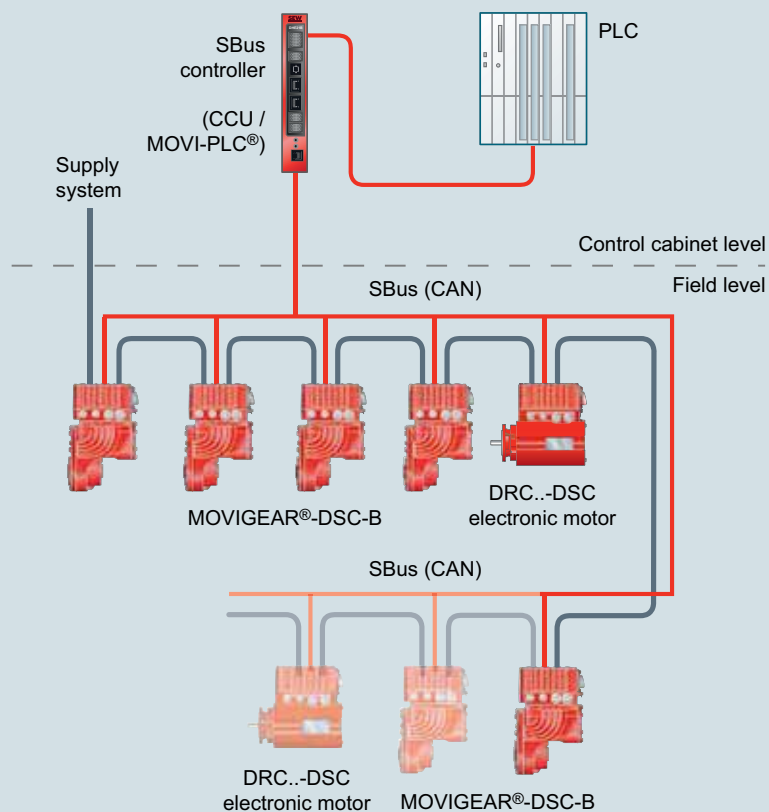 SEW
SBus
controller
(CCU /
MOVI-PLC®)
PLC
Supply
system
Control cabinet level
Field level
SBus (CAN)
MOVIGEAR®-DSC-B
DRC..-DSC
electronic motor
SBus (CAN)
DRC..-DSC
electronic motor
MOVIGEAR®-DSC-B